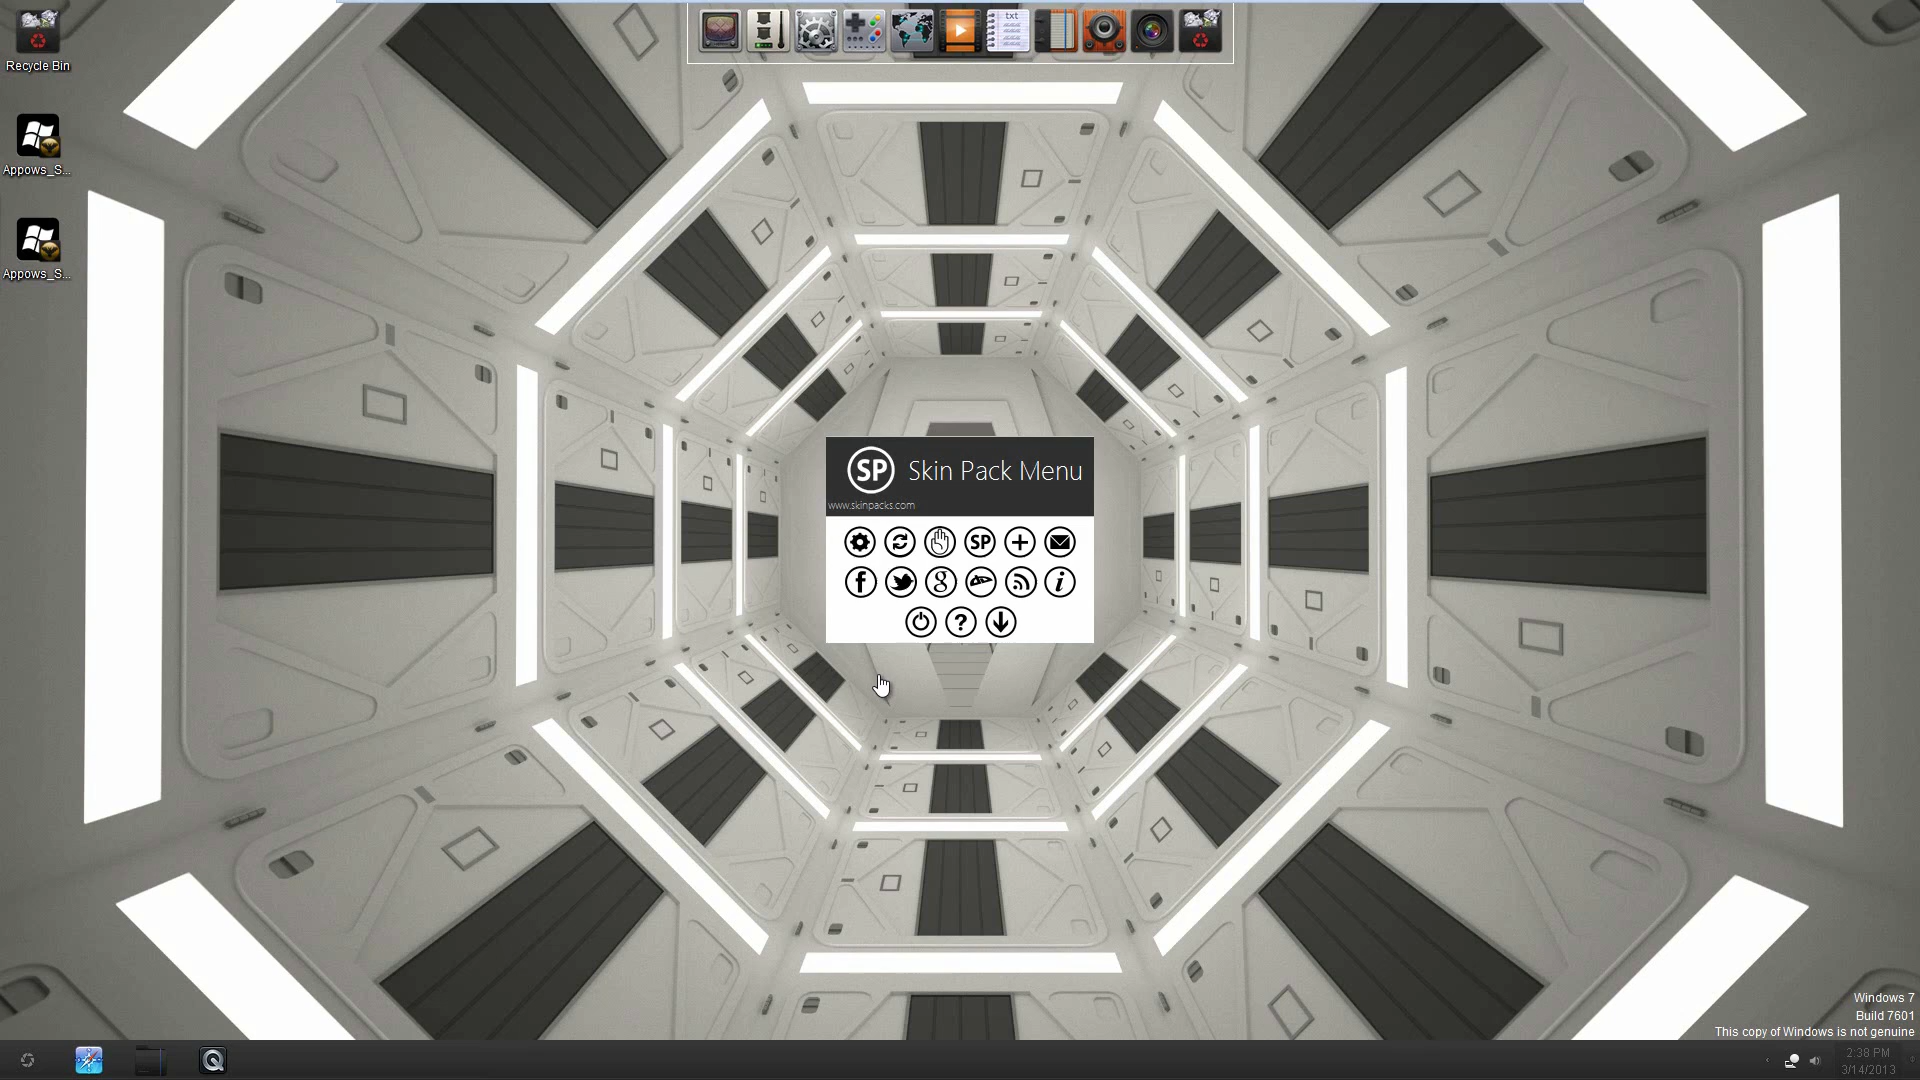 txt
Recycle Bin
Appows_S...
Appows_S...
SP Skin Pack Menu
www.skinpacks.com
SP
f
g
i
?
Windows 7
Build 7601
This copy of Windows is not genuine
2:38 PM
3/14/2013